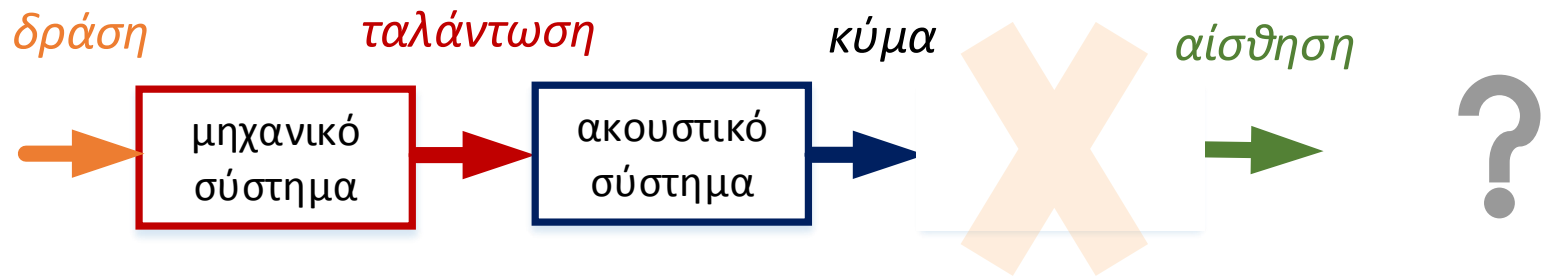 δράση
ταλάντωση
κύμα
αίσθηση
μηχανικό
σύστημα
ακουστικό
σύστημα
X
?